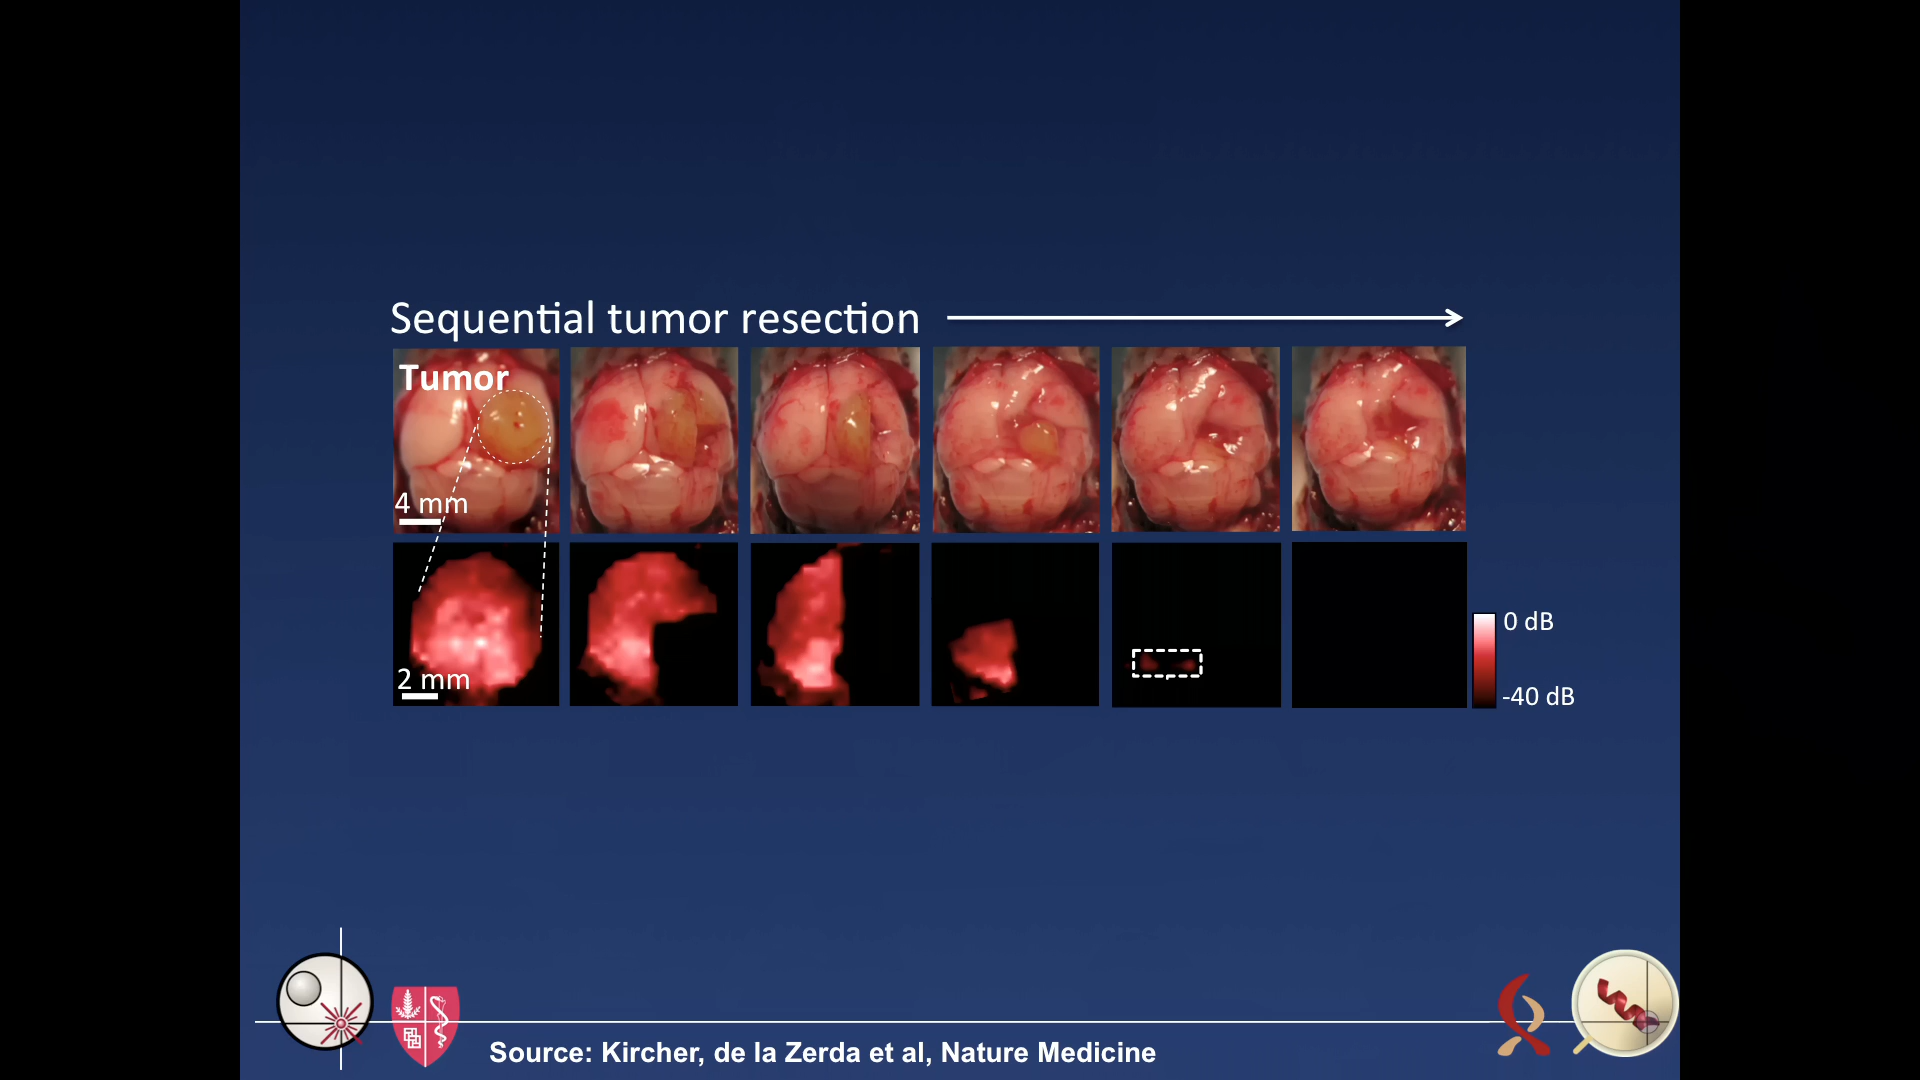 Sequential tumor resection
Tumor
4 mm
2 mm
0 dB
-40 dB
Source: Kircher, de la Zerda et al, Nature Medicine